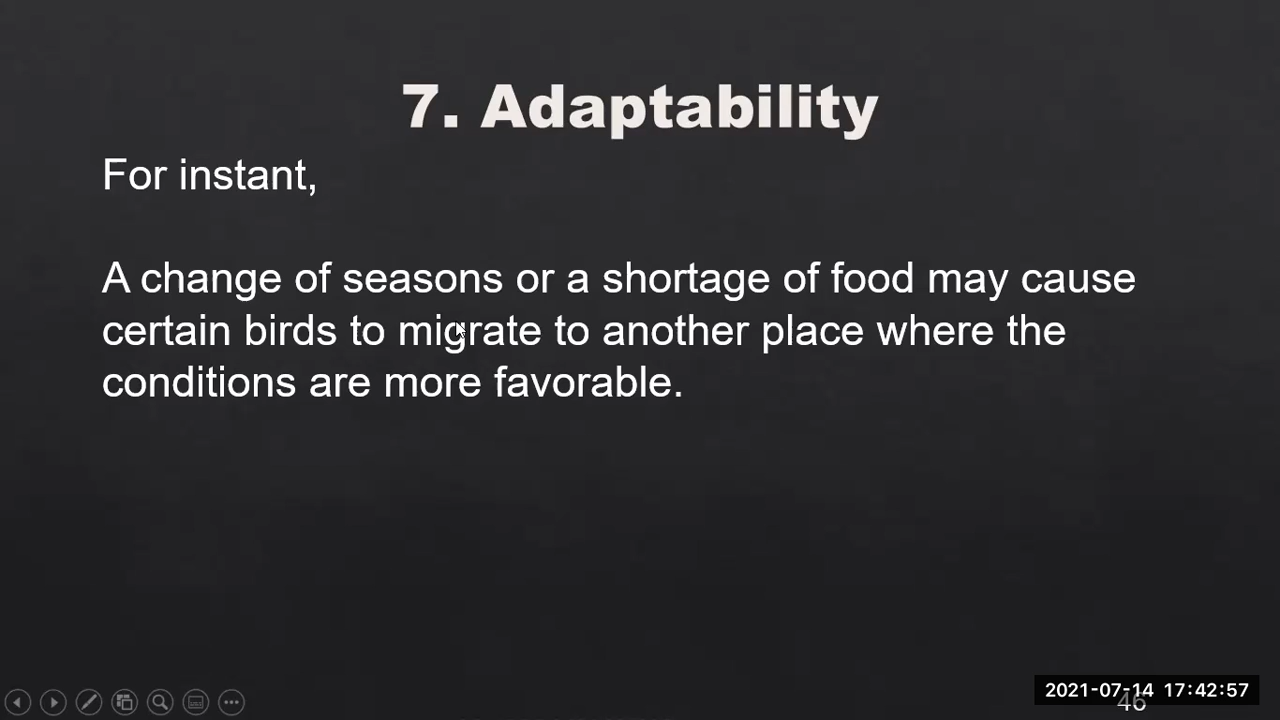 7. Adaptability
For instant,
A change of seasons or a shortage of food may cause
certain birds to migrate to another place where the
conditions are more favorable.
2021-07-14 17:42:57
46